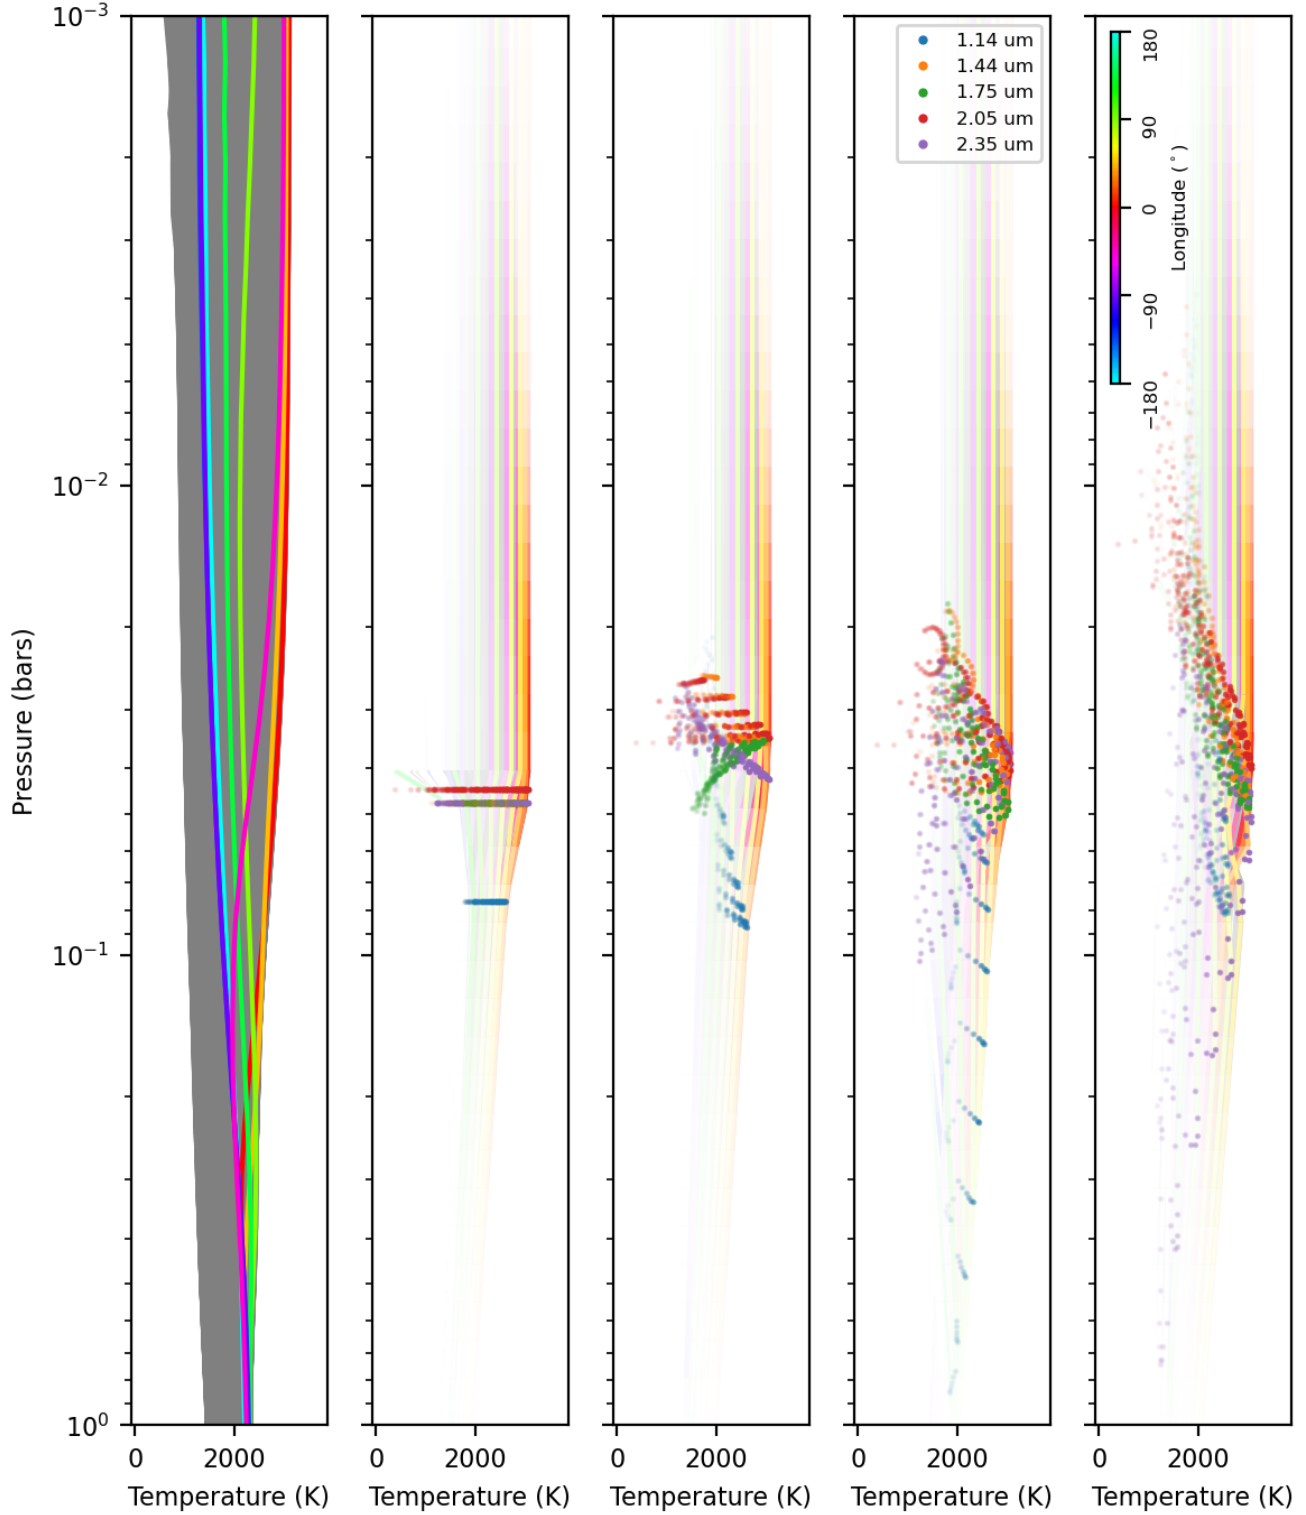 10⁻³
10⁻²
10⁻¹
10⁰
Pressure (bars)
0
2000
Temperature (K)
0
2000
Temperature (K)
0
2000
Temperature (K)
0
2000
Temperature (K)
0
2000
Temperature (K)
1.14 um
1.44 um
1.75 um
2.05 um
2.35 um
180
90
0
−90
−180
Longitude (°)